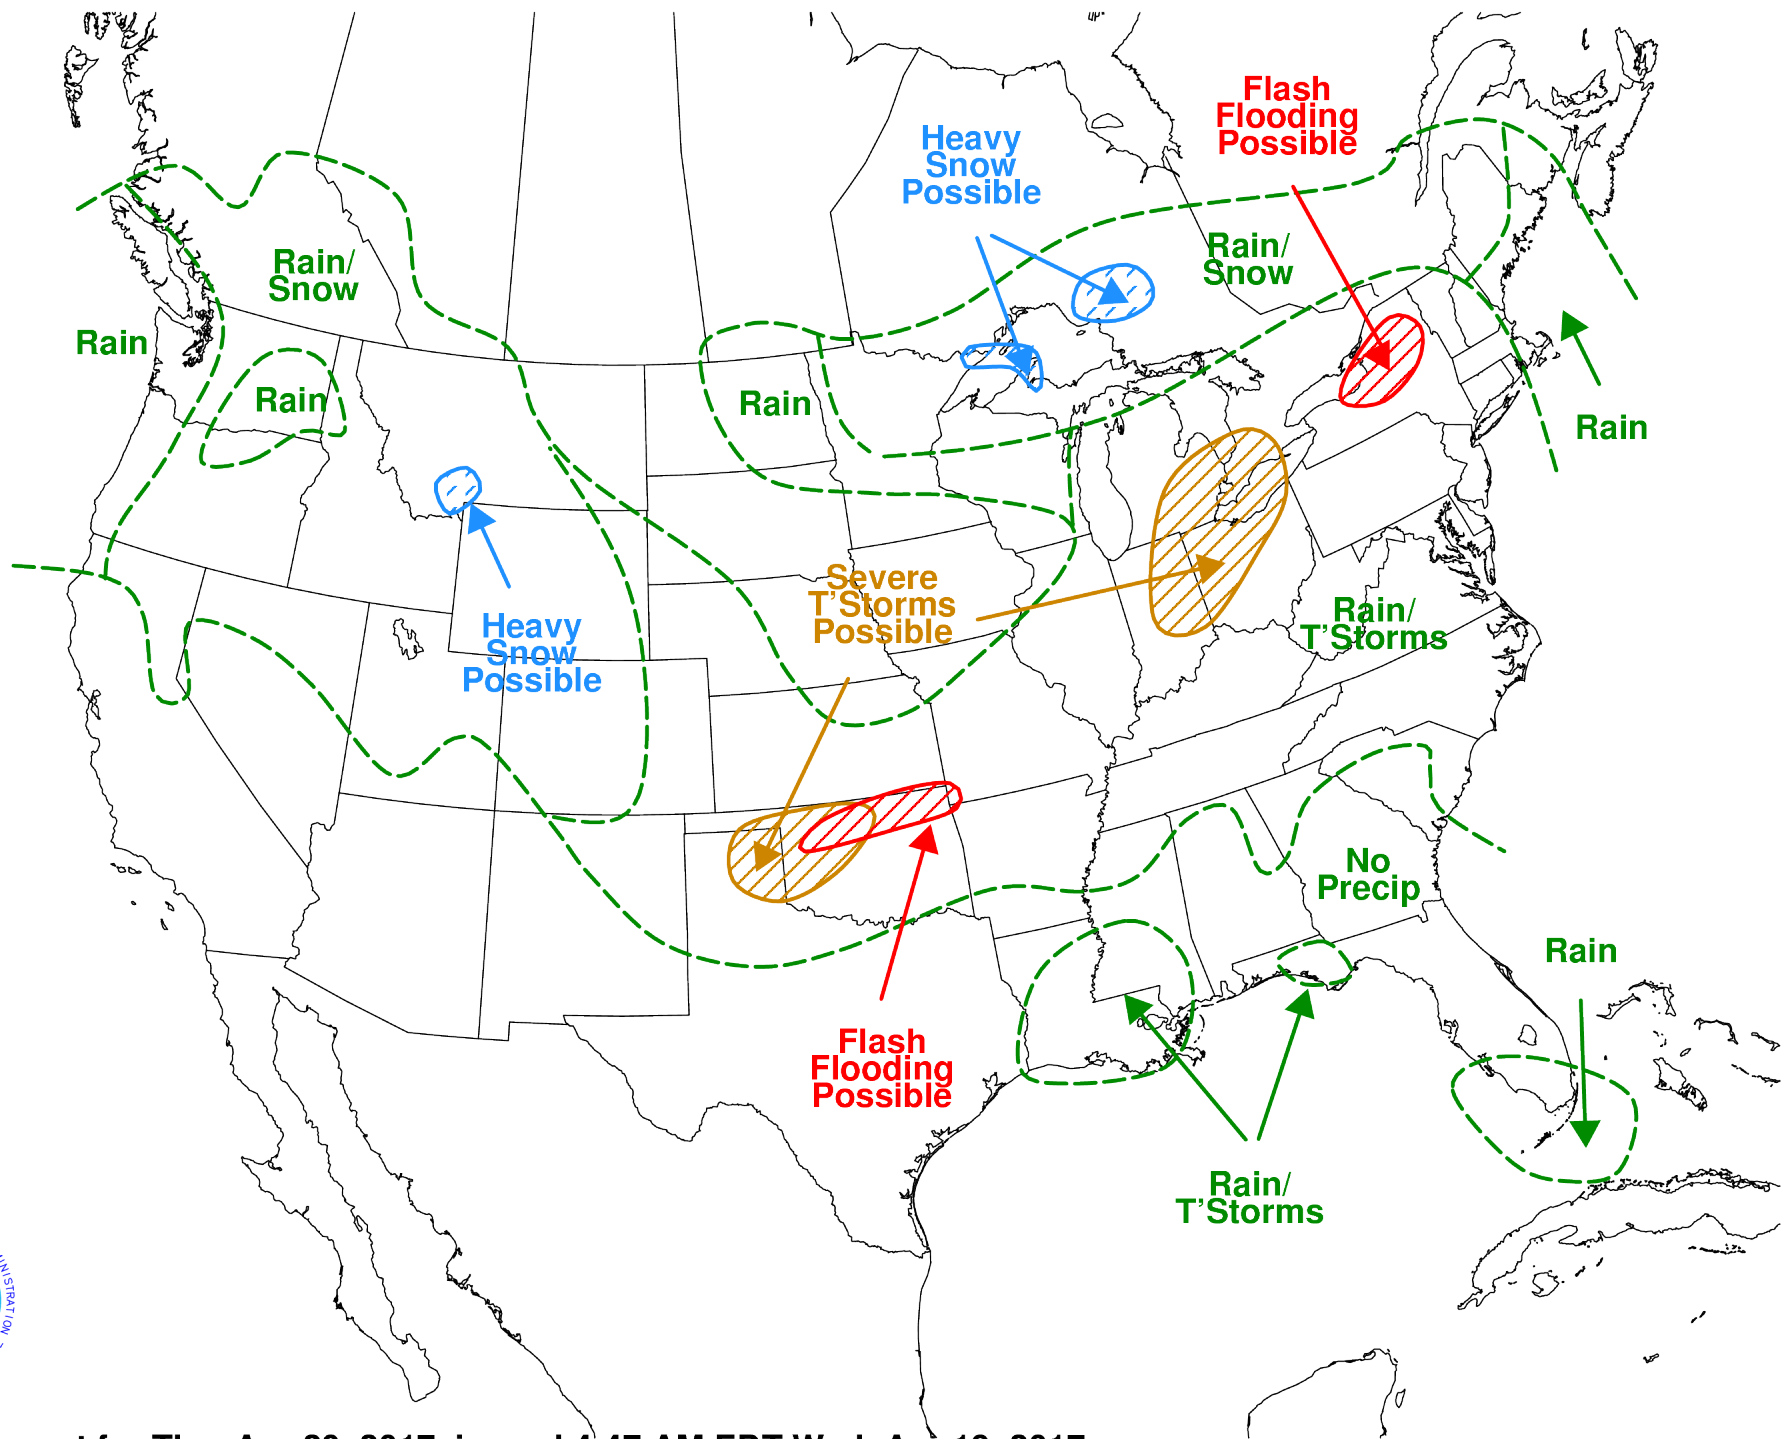 Flash
Flooding
Possible
Heavy
Snow
Possible
Rain/
Snow
Rain/
Snow
Rain
Rain
Rain
Rain
Severe
T'Storms
Possible
Rain/
T'Storms
Heavy
Snow
Possible
No
Precip
Rain
Flash
Flooding
Possible
Rain/
T'Storms